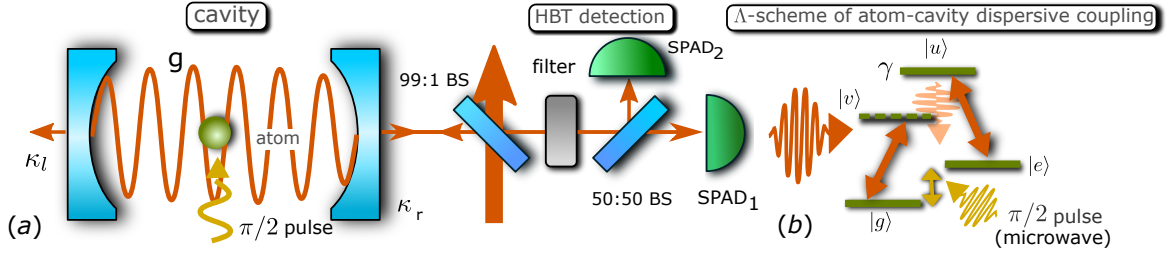 cavity
HBT detection
Λ-scheme of atom-cavity dispersive coupling
g
99:1 BS
filter
SPAD₂
|u⟩
γ
|v⟩
atom
κₗ
κ r
SPAD₁
|e⟩
50:50 BS
|g⟩
(a)
π/2 pulse
(b)
π/2 pulse
(microwave)